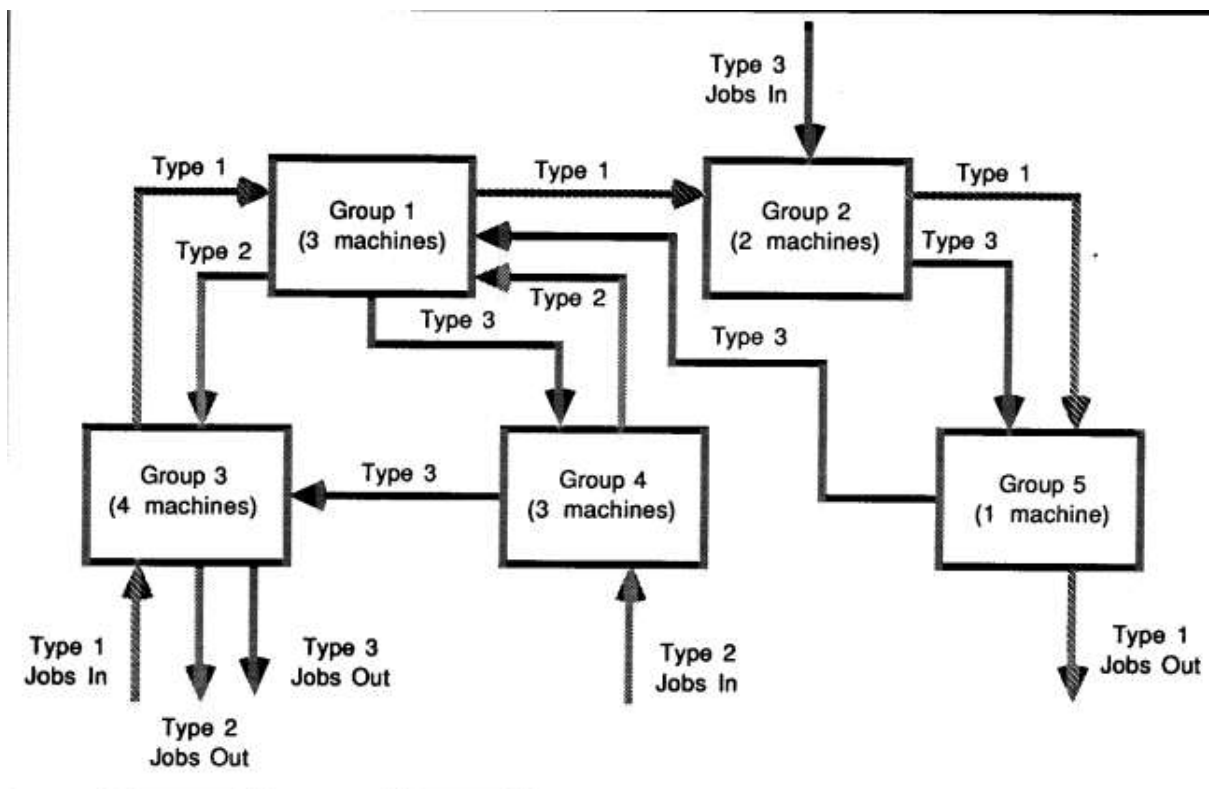 Type 3
Jobs In
Type 1
Type 1
Type 1
Group 1
(3 machines)
Group 2
(2 machines)
Type 2
Type 3
Type 2
Type 3
Type 3
Group 3
(4 machines)
Type 3
Group 4
(3 machines)
Group 5
(1 machine)
Type 1
Jobs In
Type 3
Jobs Out
Type 2
Jobs In
Type 1
Jobs Out
Type 2
Jobs Out